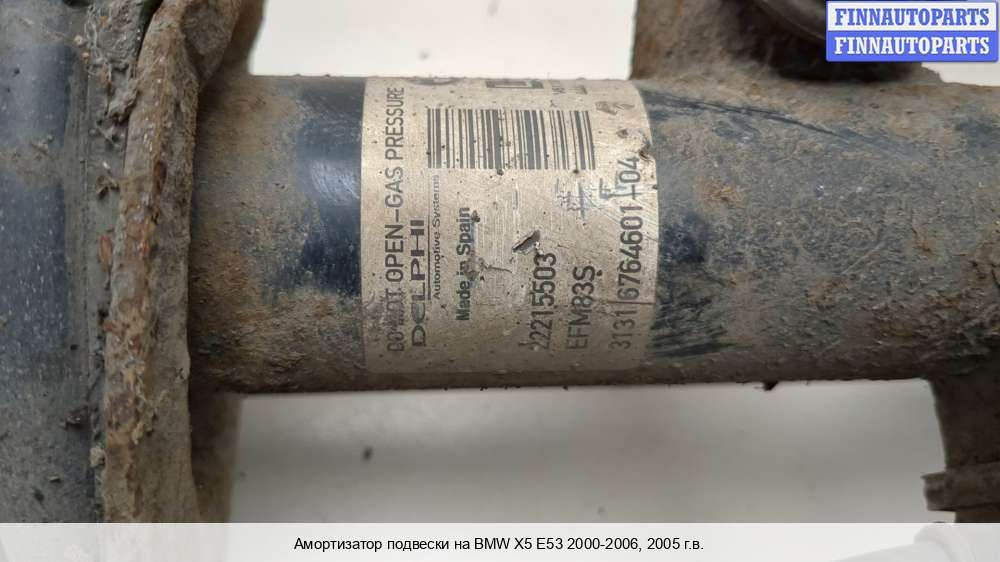 FINNAUTOPARTS
FINNAUTOPARTS
DO NOT OPEN-GAS PRESSURE
DELPHI
Automotive Systems
Made in Spain
22215503
EFM83S
3131 6764601-04
Амортизатор подвески на BMW X5 E53 2000-2006, 2005 г.в.